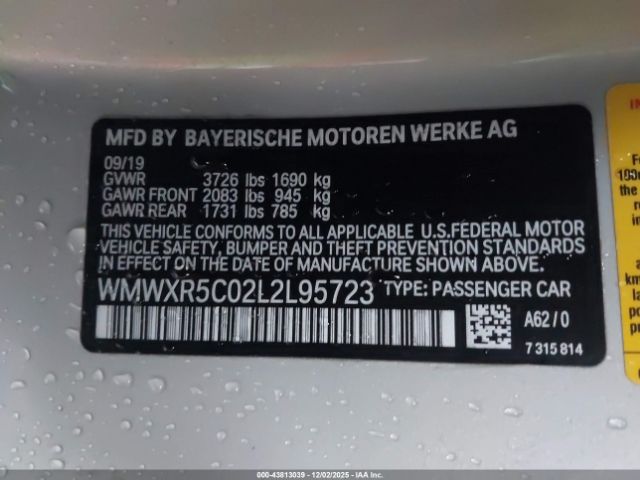 MFD BY BAYERISCHE MOTOREN WERKE AG
09/19
GVWR 3726 lbs 1690 kg
GAWR FRONT 2083 lbs 945 kg
GAWR REAR 1731 lbs 785 kg
THIS VEHICLE CONFORMS TO ALL APPLICABLE U.S.FEDERAL MOTOR
VEHICLE SAFETY, BUMPER AND THEFT PREVENTION STANDARDS
IN EFFECT ON THE DATE OF MANUFACTURE SHOWN ABOVE.
WMWXR5C02L2L95723 TYPE: PASSENGER CAR
A62/0
7 315 814
000-43813039 - 12/02/2025 - IAA Inc.